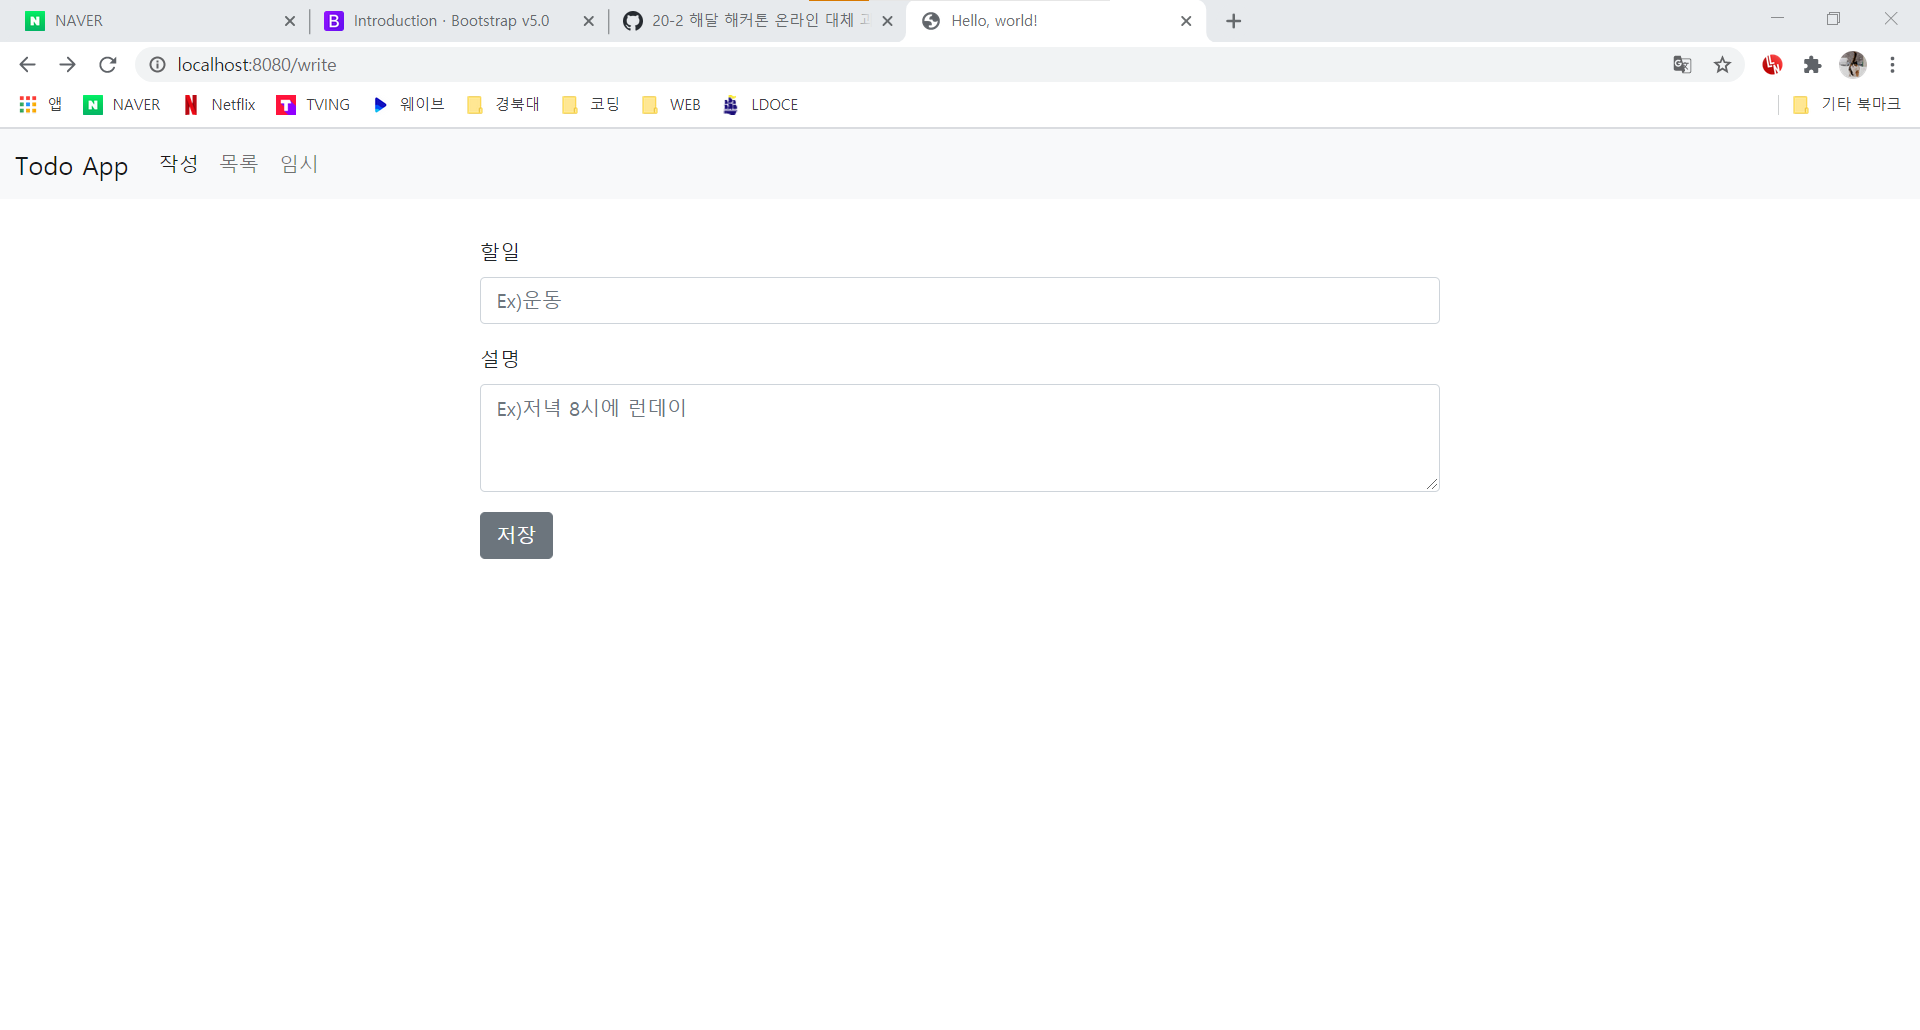 NAVER
Introduction · Bootstrap v5.0
20-2 해달 해커톤 온라인 대체
Hello, world!
localhost:8080/write
앱
NAVER
Netflix
TVING
웨이브
경북대
코딩
WEB
LDOCE
기타 북마크
Todo App
작성
목록
임시
할일
Ex)운동
설명
Ex)저녁 8시에 런데이
저장